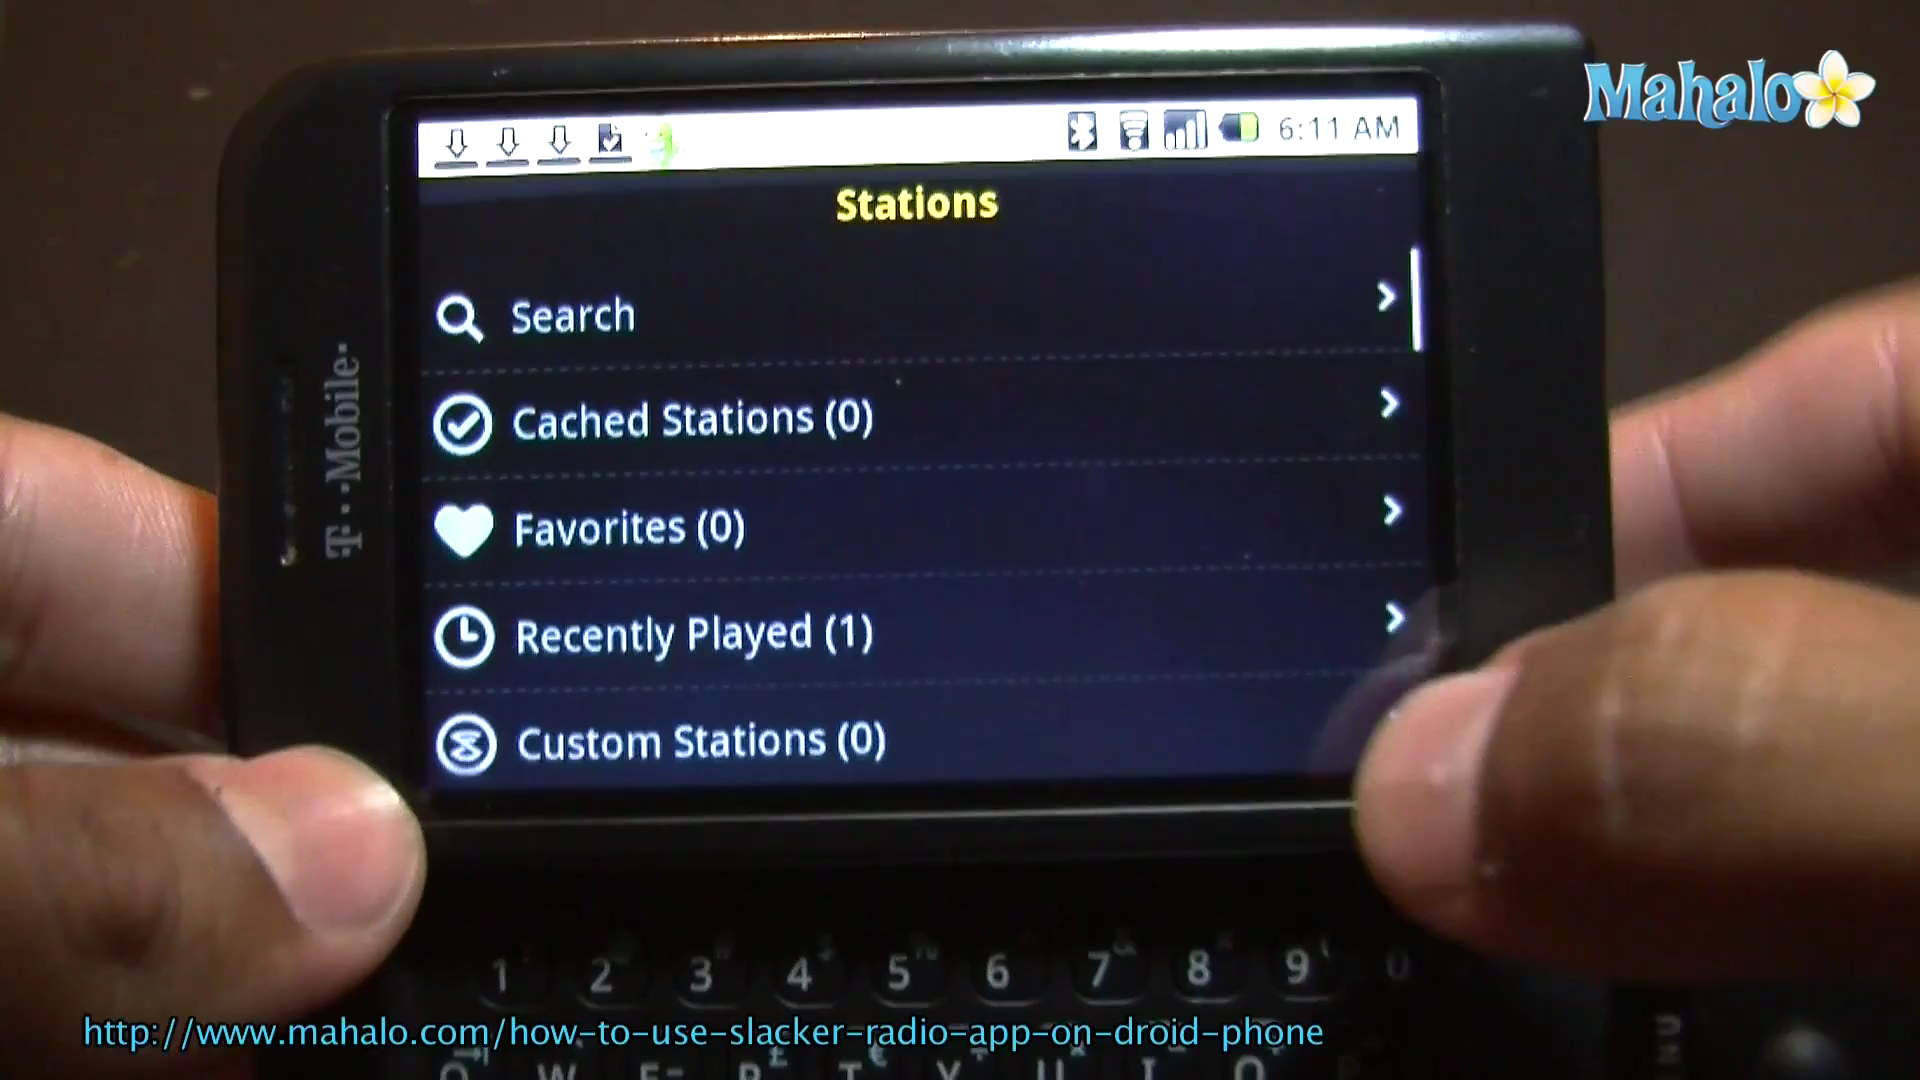 Mahalo
6:11 AM
Stations
Search
Cached Stations (0)
Favorites (0)
Recently Played (1)
Custom Stations (0)
T··Mobile·
1 2 3 4 5 6 7 8 9 0
http://www.mahalo.com/how-to-use-slacker-radio-app-on-droid-phone
W E R T Y U I O